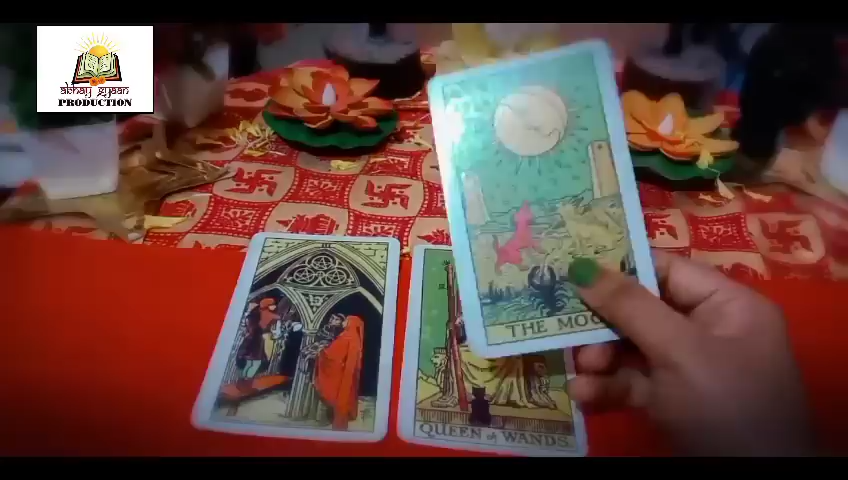 abhay gyaan
PRODUCTION
THE MOO
QUEEN of WANDS